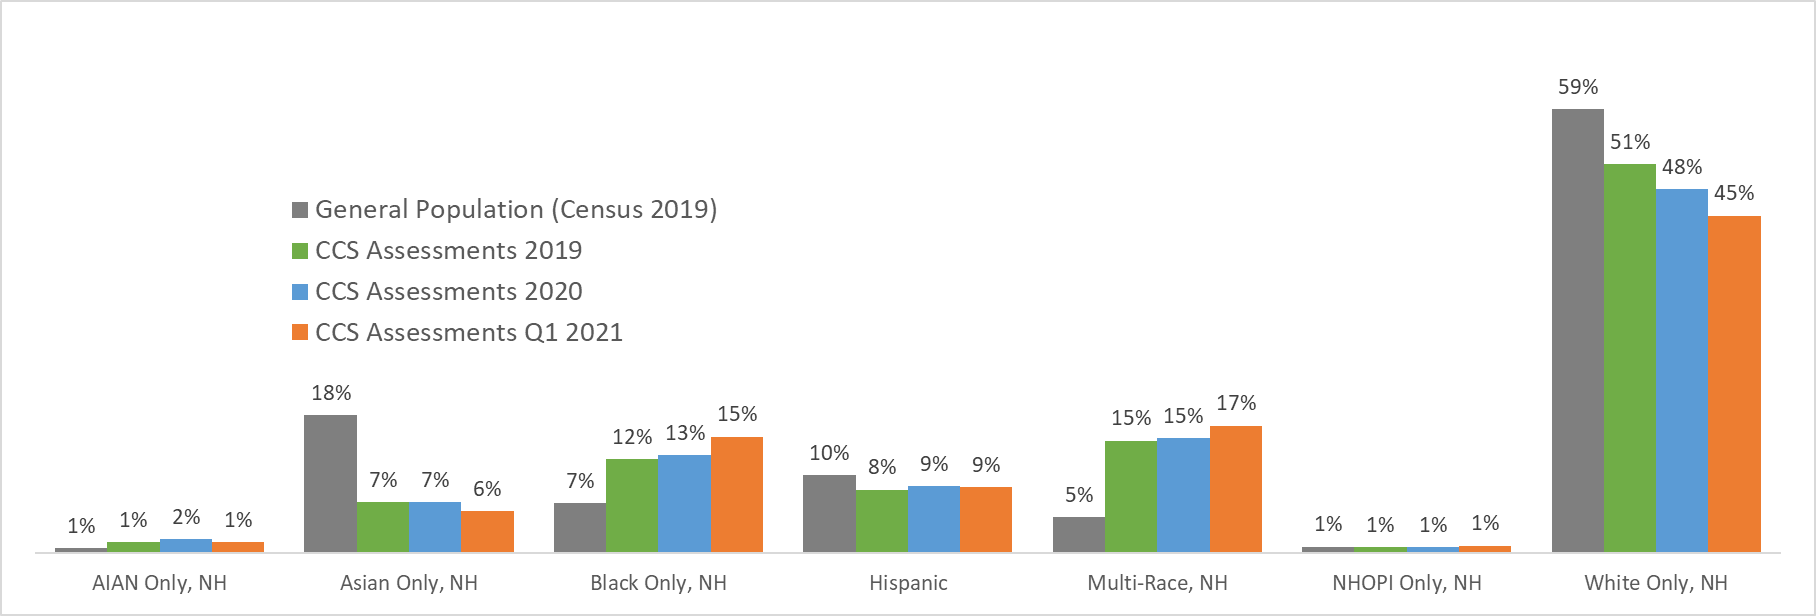 59%
51%
48%
45%
General Population (Census 2019)
CCS Assessments 2019
CCS Assessments 2020
CCS Assessments Q1 2021
1% 1% 2% 1%
18% 7% 7% 6%
7% 12% 13% 15%
10% 8% 9% 9%
5% 15% 15% 17%
1% 1% 1% 1%
AIAN Only, NH Asian Only, NH Black Only, NH Hispanic Multi-Race, NH NHOPI Only, NH White Only, NH